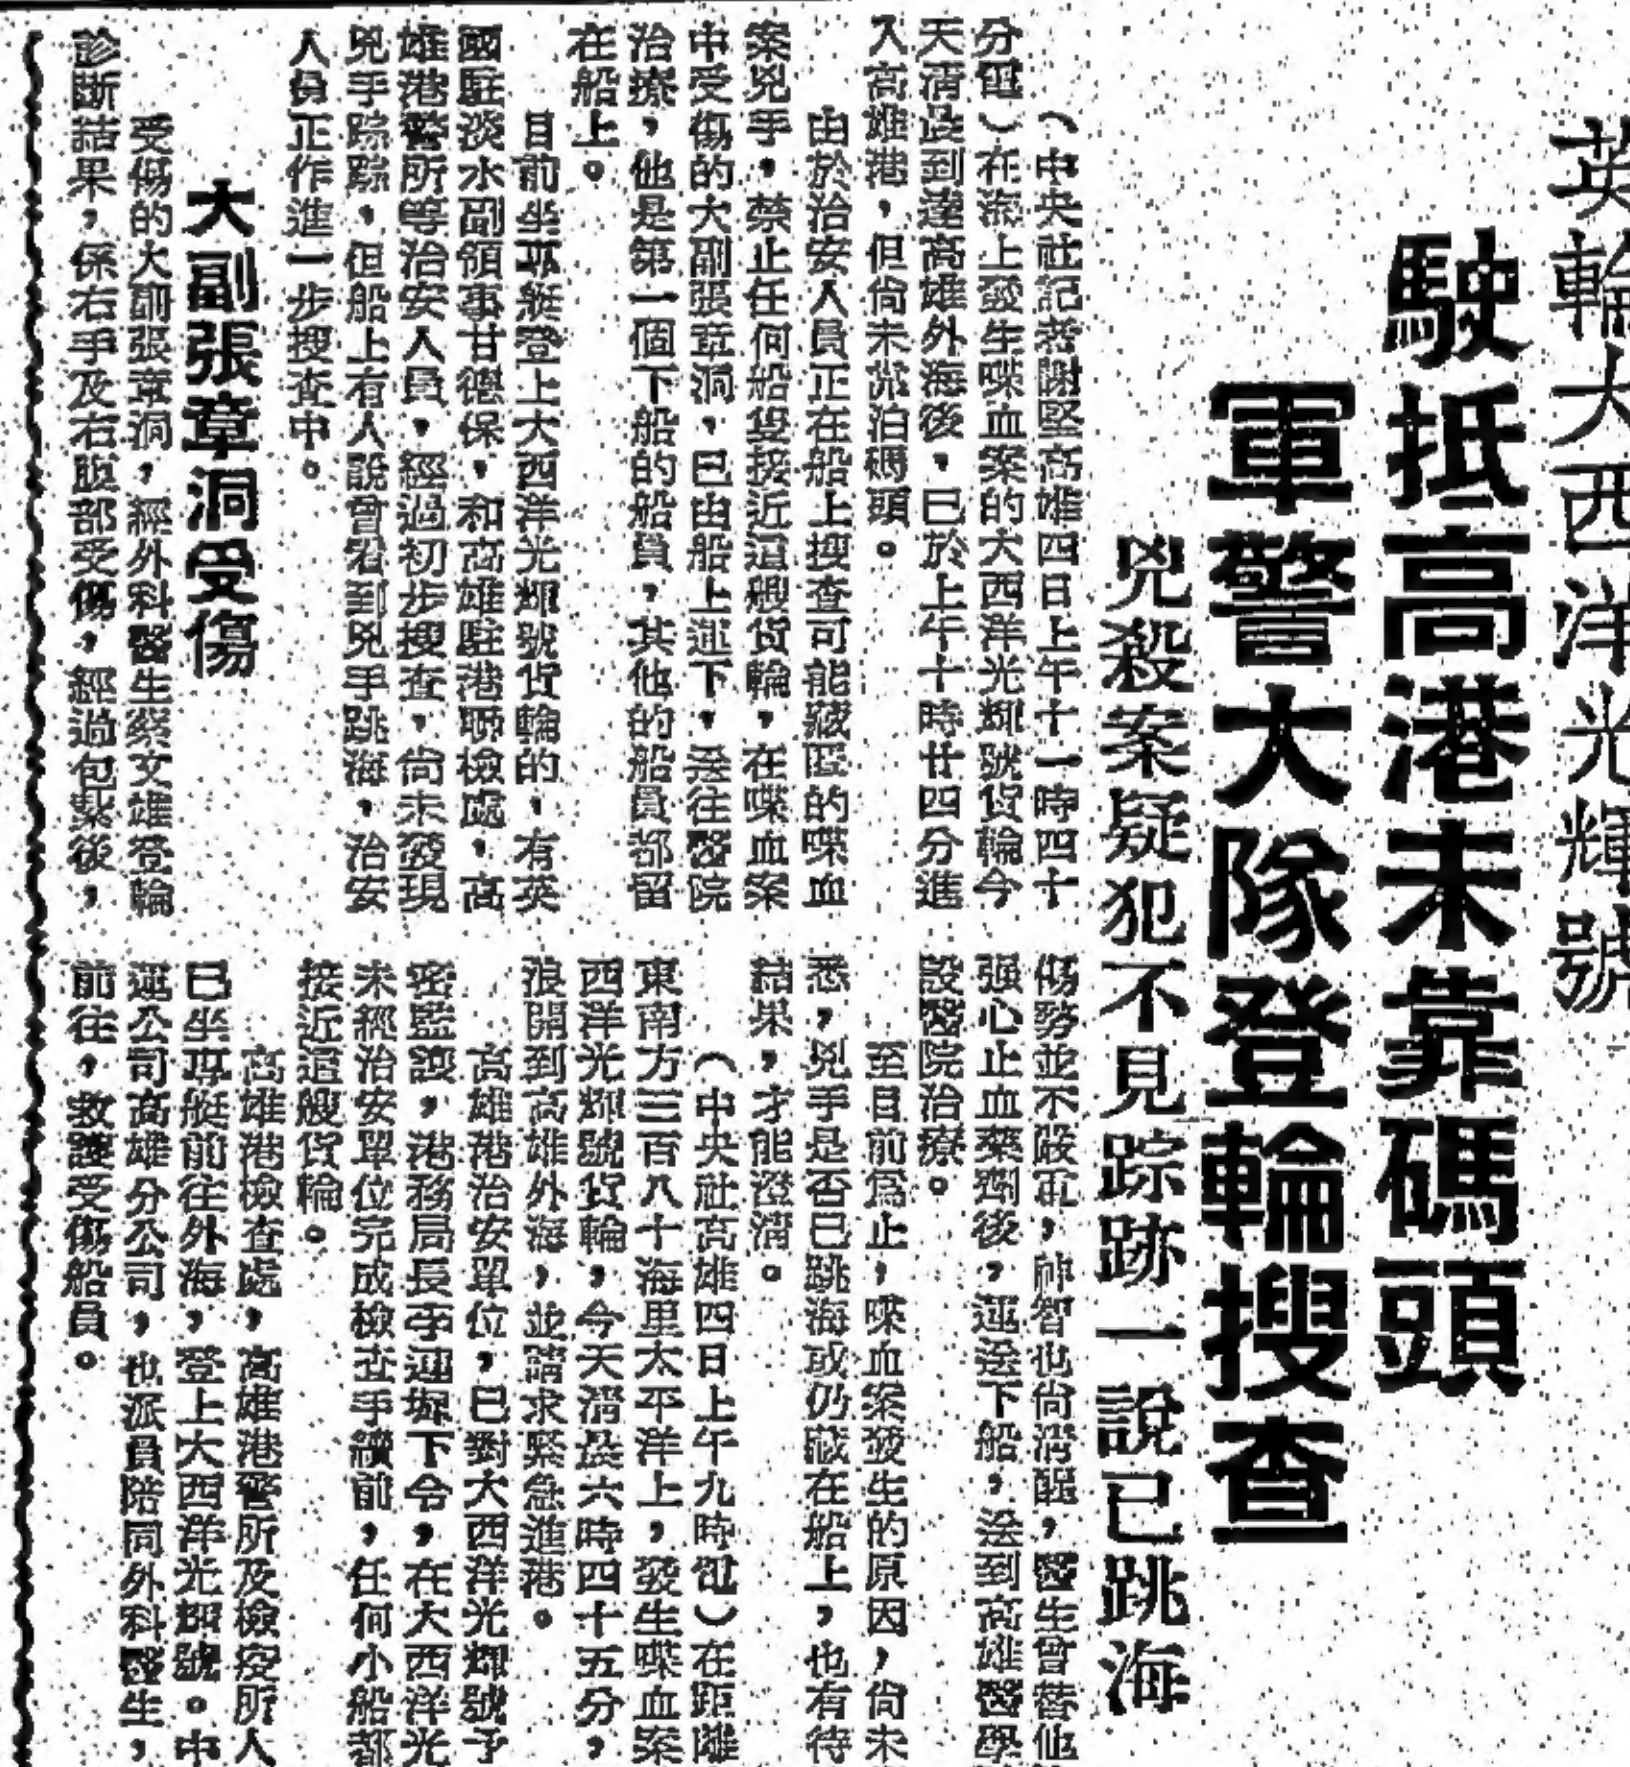 英輪大西洋光輝號
駛抵高港未靠碼頭
軍警大隊登輪搜查
兇殺案疑犯不見踪跡一說已跳海
（中央社記者謝堅高雄四日上午十一時四十
分電）在海上發生喋血案的大西洋光輝號貨輪今
天清晨到達高雄外海後，已於上午十時廿四分進
入高雄港，但尙未靠泊碼頭。
由於治安人員正在船上搜查可能藏匿的喋血
案兇手，禁止任何船隻接近這艘貨輪，在喋血案
中受傷的大副張章洞，已由船上運下，送往醫院
治療，他是第一個下船的船員，其他的船員都留
在船上。
目前坐專艇登上大西洋光輝號貨輪的，有英
國駐淡水副領事甘德保，和高雄駐港聯檢處，高
雄港警所等治安人員，經過初步搜查，尙未發現
兇手踪跡，但船上有人說曾看到兇手跳海，治安
人員正作進一步搜查中。
大副張章洞受傷
受傷的大副張章洞，經外科醫生蔡文雄登輪
診斷結果，係右手及右腹部受傷，經過包紮後，
傷勢並不嚴重，神智也尙清醒，醫生曾替他
强心止血藥劑後，運送下船，送到高雄醫學
設醫院治療。
至目前爲止，喋血案發生的原因，尙未
悉，兇手是否已跳海或仍藏在船上，也有待
結果，才能澄清。
（中央社高雄四日上午九時電）在距離
東南方三百八十海里太平洋上，發生喋血案
西洋光輝號貨輪，今天清晨六時四十五分，
浪開到高雄外海，並請求緊急進港。
高雄港治安單位，已對大西洋光輝號予
密監護，港務局長李連墀下令，在大西洋光
未經治安單位完成檢查手續前，任何小船都
接近這艘貨輪。
高雄港檢查處，高雄港警所及檢疫所人
已坐專艇前往外海，登上大西洋光輝號。中
運公司高雄分公司，也派員陪同外科醫生，
前往，救護受傷船員。